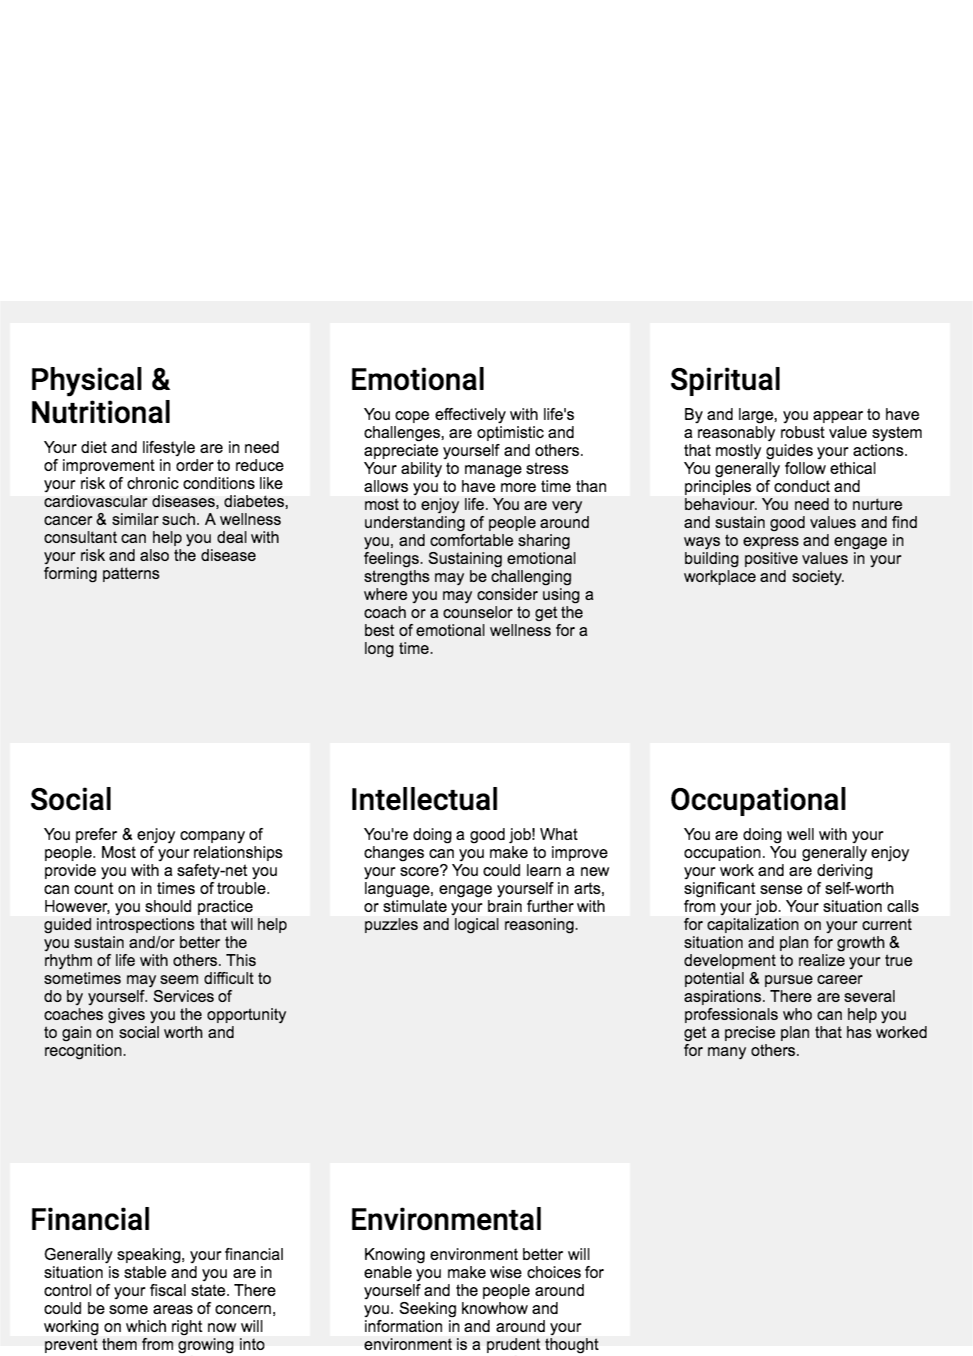 Physical &
Nutritional
Your diet and lifestyle are in need
of improvement in order to reduce
your risk of chronic conditions like
cardiovascular diseases, diabetes,
cancer & similar such. A wellness
consultant can help you deal with
your risk and also the disease
forming patterns
Emotional
You cope effectively with life's
challenges, are optimistic and
appreciate yourself and others.
Your ability to manage stress
allows you to have more time than
most to enjoy life. You are very
understanding of people around
you, and comfortable sharing
feelings. Sustaining emotional
strengths may be challenging
where you may consider using a
coach or a counselor to get the
best of emotional wellness for a
long time.
Spiritual
By and large, you appear to have
a reasonably robust value system
that mostly guides your actions.
You generally follow ethical
principles of conduct and
behaviour. You need to nurture
and sustain good values and find
ways to express and engage in
building positive values in your
workplace and society.
Social
You prefer & enjoy company of
people. Most of your relationships
provide you with a safety-net you
can count on in times of trouble.
However, you should practice
guided introspections that will help
you sustain and/or better the
rhythm of life with others. This
sometimes may seem difficult to
do by yourself. Services of
coaches gives you the opportunity
to gain on social worth and
recognition.
Intellectual
You're doing a good job! What
changes can you make to improve
your score? You could learn a new
language, engage yourself in arts,
or stimulate your brain further with
puzzles and logical reasoning.
Occupational
You are doing well with your
occupation. You generally enjoy
your work and are deriving
significant sense of self-worth
from your job. Your situation calls
for capitalization on your current
situation and plan for growth &
development to realize your true
potential & pursue career
aspirations. There are several
professionals who can help you
get a precise plan that has worked
for many others.
Financial
Generally speaking, your financial
situation is stable and you are in
control of your fiscal state. There
could be some areas of concern,
working on which right now will
prevent them from growing into
Environmental
Knowing environment better will
enable you make wise choices for
yourself and the people around
you. Seeking knowhow and
information in and around your
environment is a prudent thought